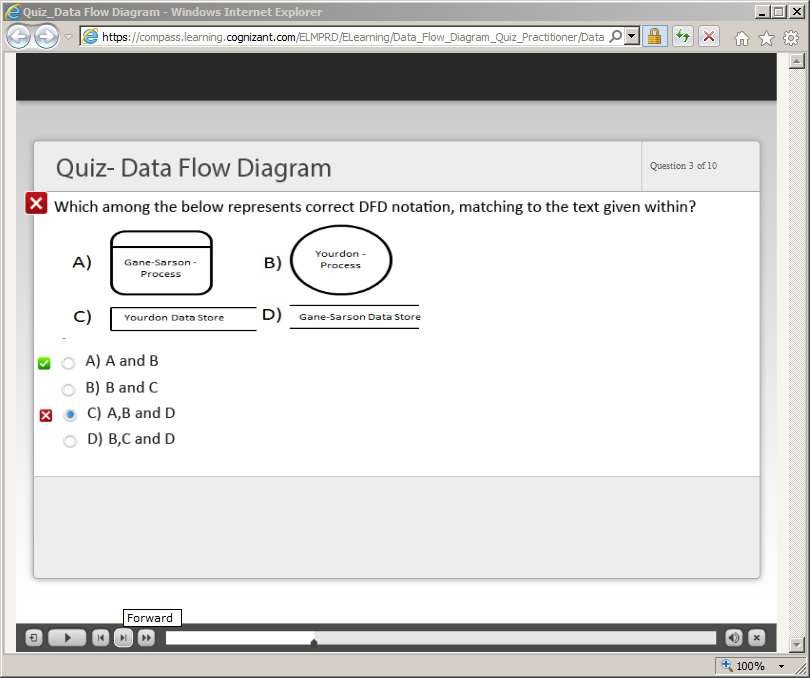 Quiz_Data Flow Diagram - Windows Internet Explorer
https://compass.learning.cognizant.com/ELMPRD/ELearning/Data_Flow_Diagram_Quiz_Practitioner/Data
Quiz- Data Flow Diagram
Question 3 of 10
Which among the below represents correct DFD notation, matching to the text given within?
A)
Gane-Sarson -
Process
B)
Yourdon -
Process
C)
Yourdon Data Store
D)
Gane-Sarson Data Store
A) A and B
B) B and C
C) A,B and D
D) B,C and D
Forward
100%